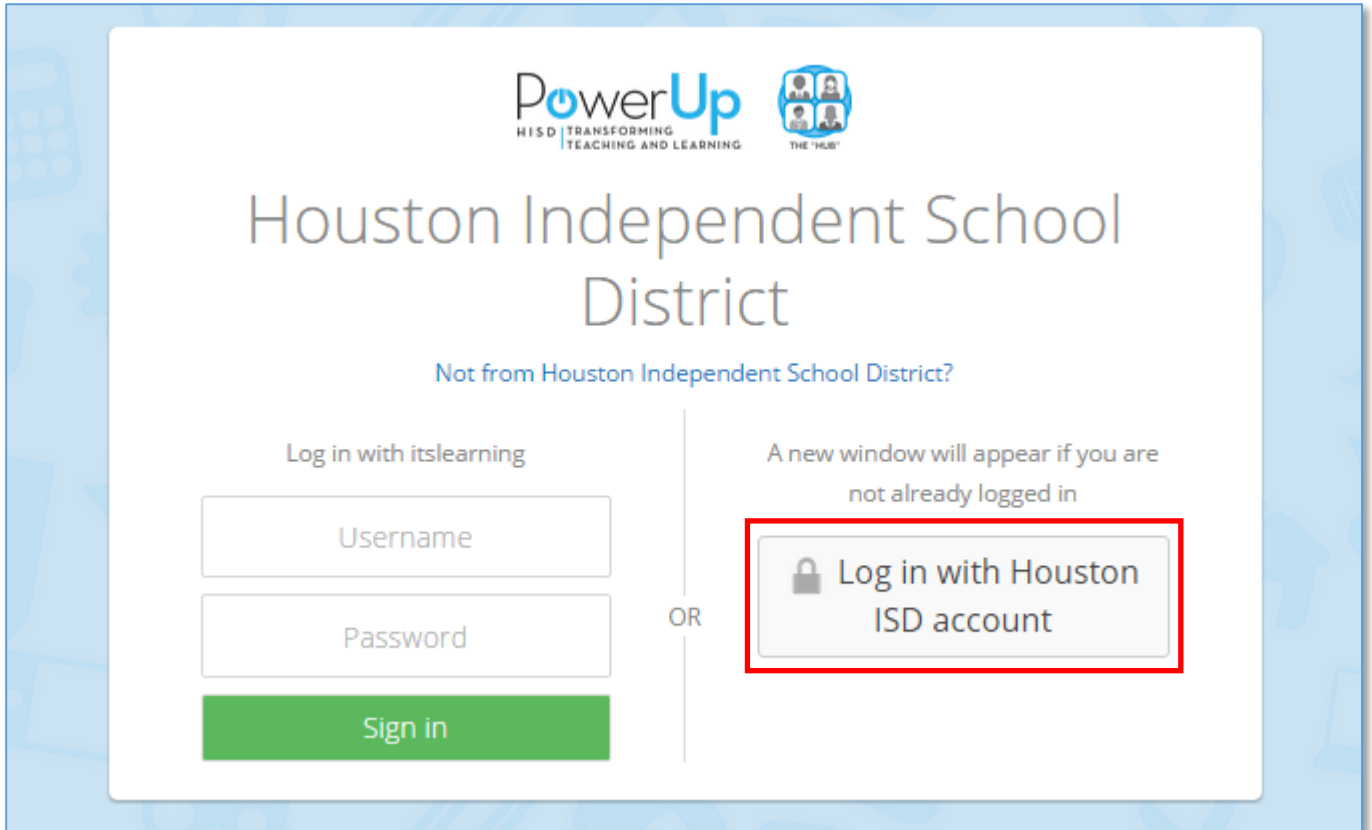 PowerUp
HISD | TRANSFORMING
TEACHING AND LEARNING
THE "HUB"
Houston Independent School
District
Not from Houston Independent School District?
Log in with itslearning
Username
Password
Sign in
OR
A new window will appear if you are
not already logged in
Log in with Houston
ISD account